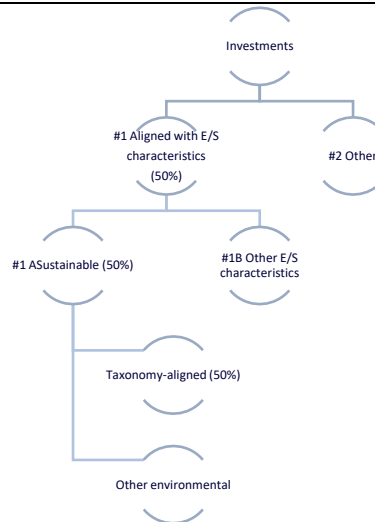 Investments
#1 Aligned with E/S
characteristics
(50%)
#2 Other
#1 ASustainable (50%)
#1B Other E/S
characteristics
Taxonomy-aligned (50%)
Other environmental